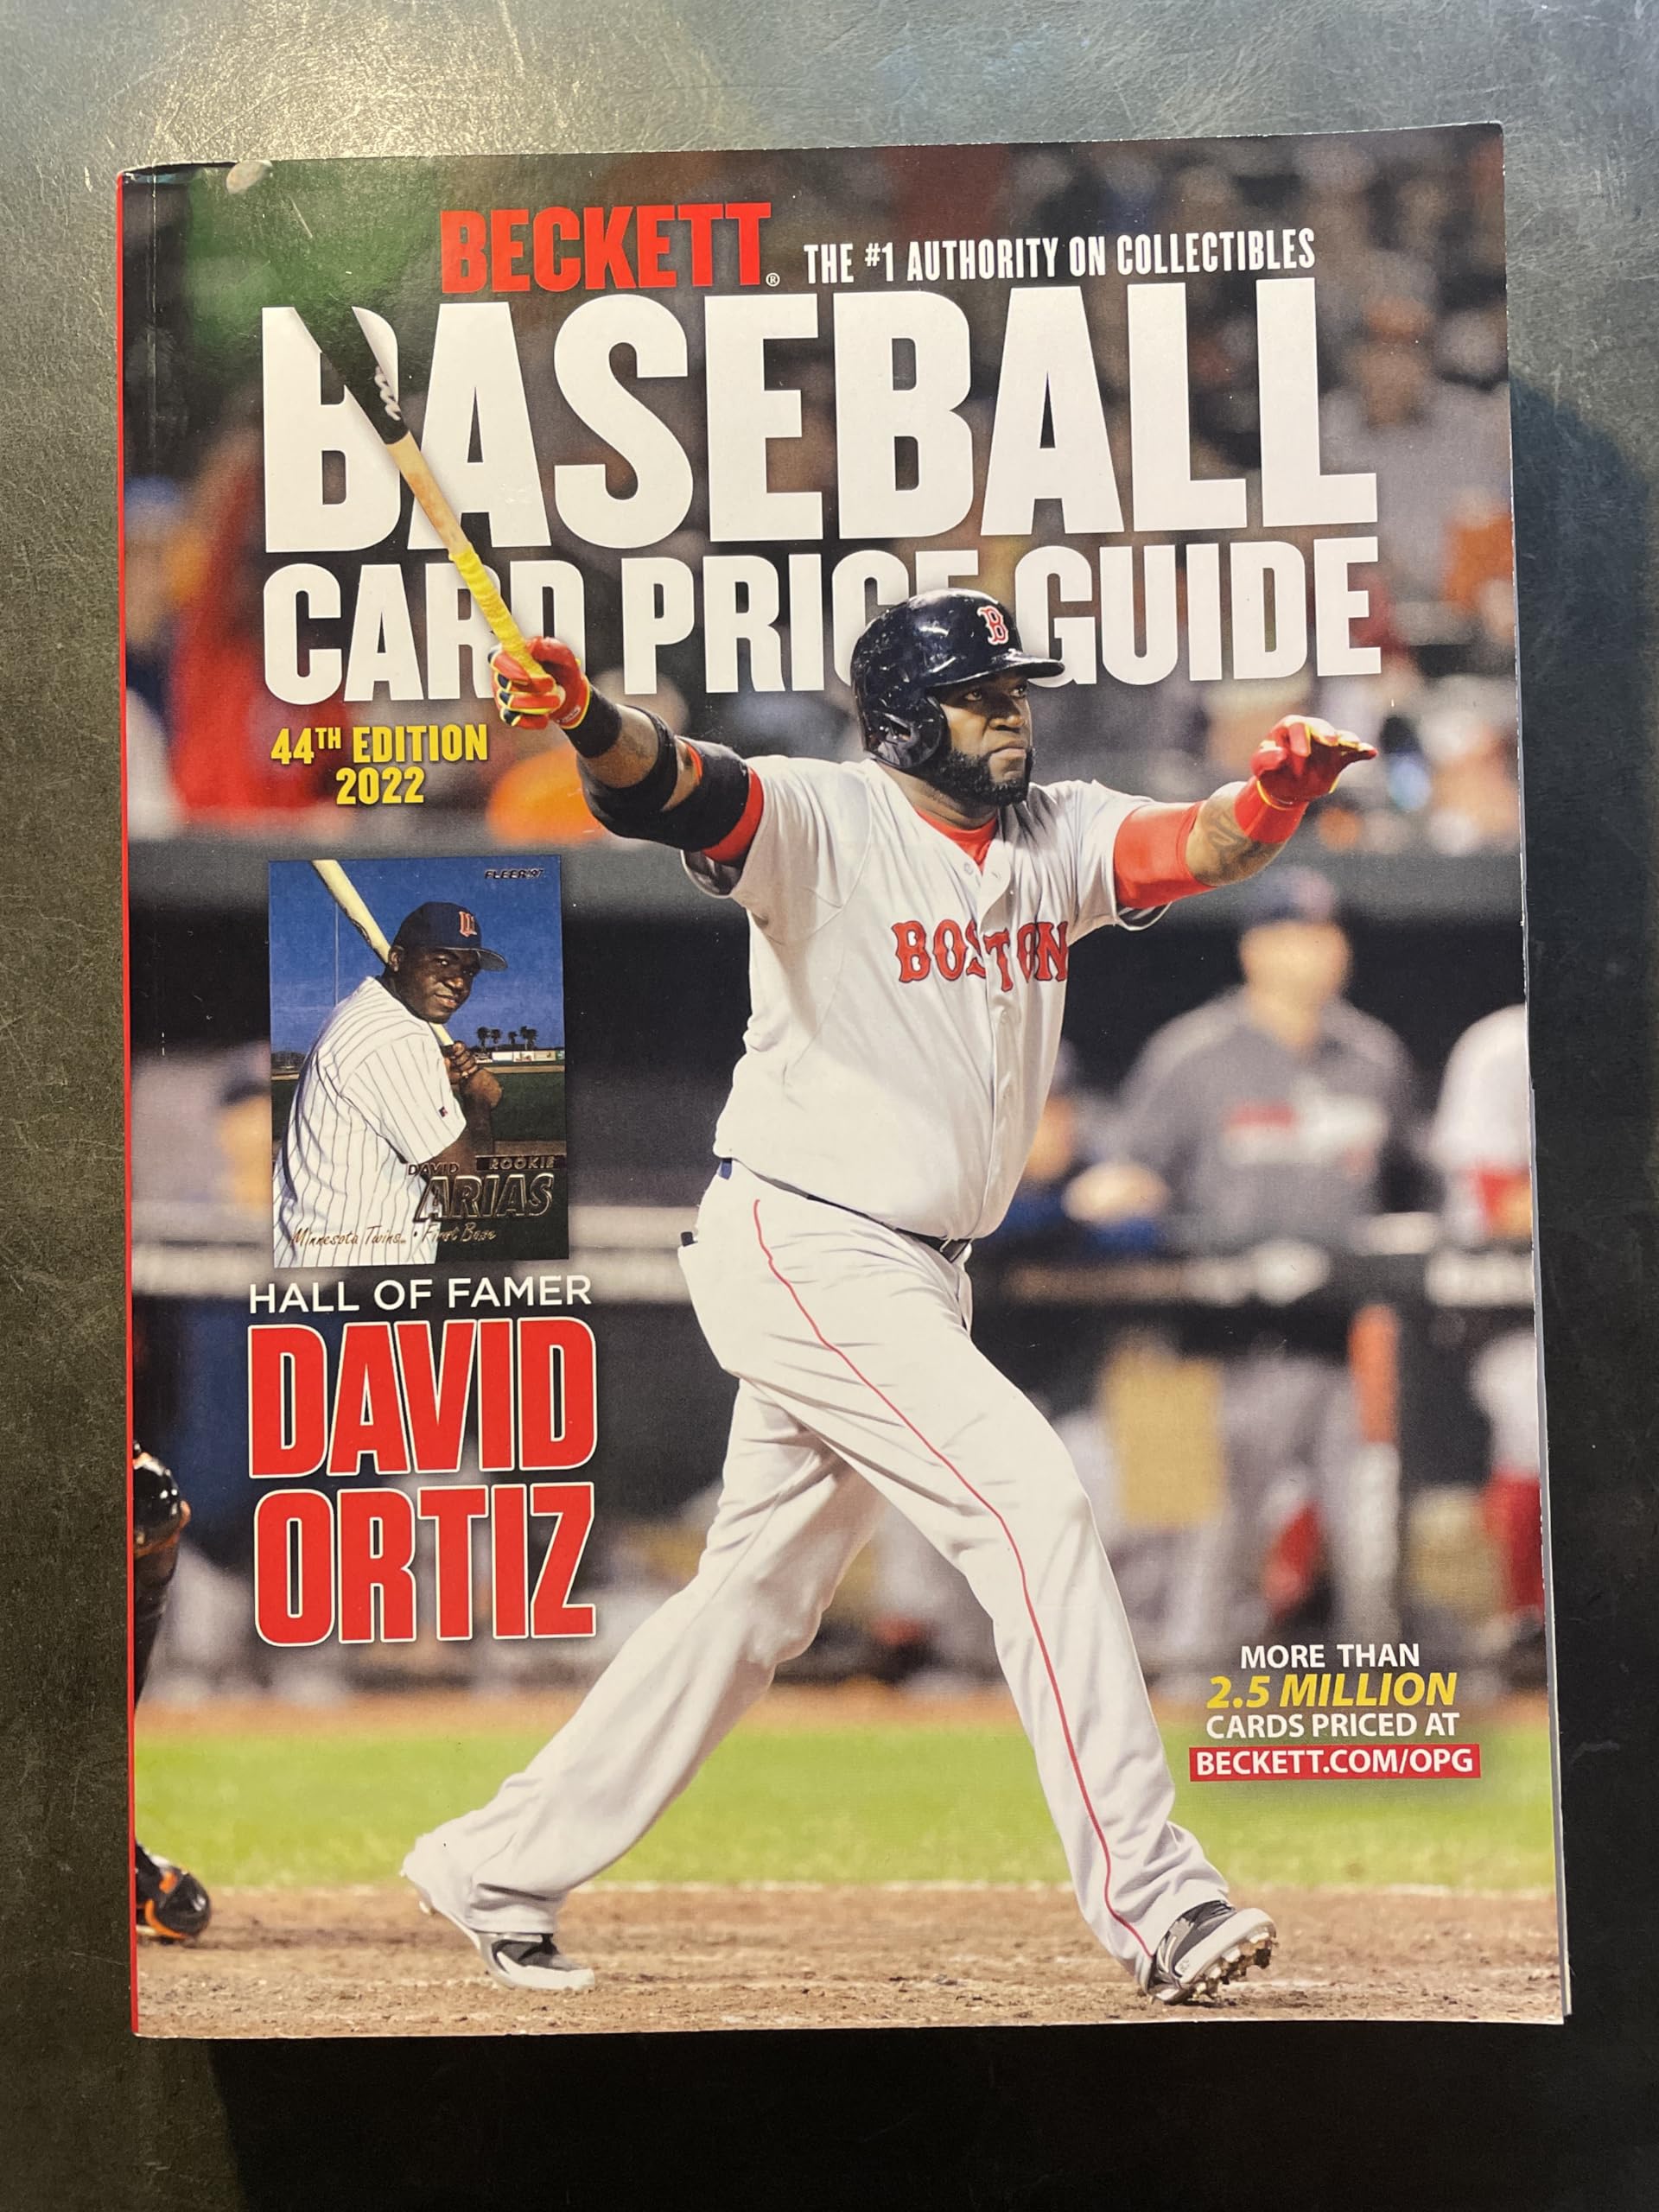 BECKETT® THE #1 AUTHORITY ON COLLECTIBLES
BASEBALL
CARD PRICE GUIDE
44TH EDITION
2022
B
BOSTON
FLEER '97
DAVID ROOKIE
ARIAS
Minnesota Twins • First Base
HALL OF FAMER
DAVID
ORTIZ
MORE THAN
2.5 MILLION
CARDS PRICED AT
BECKETT.COM/OPG